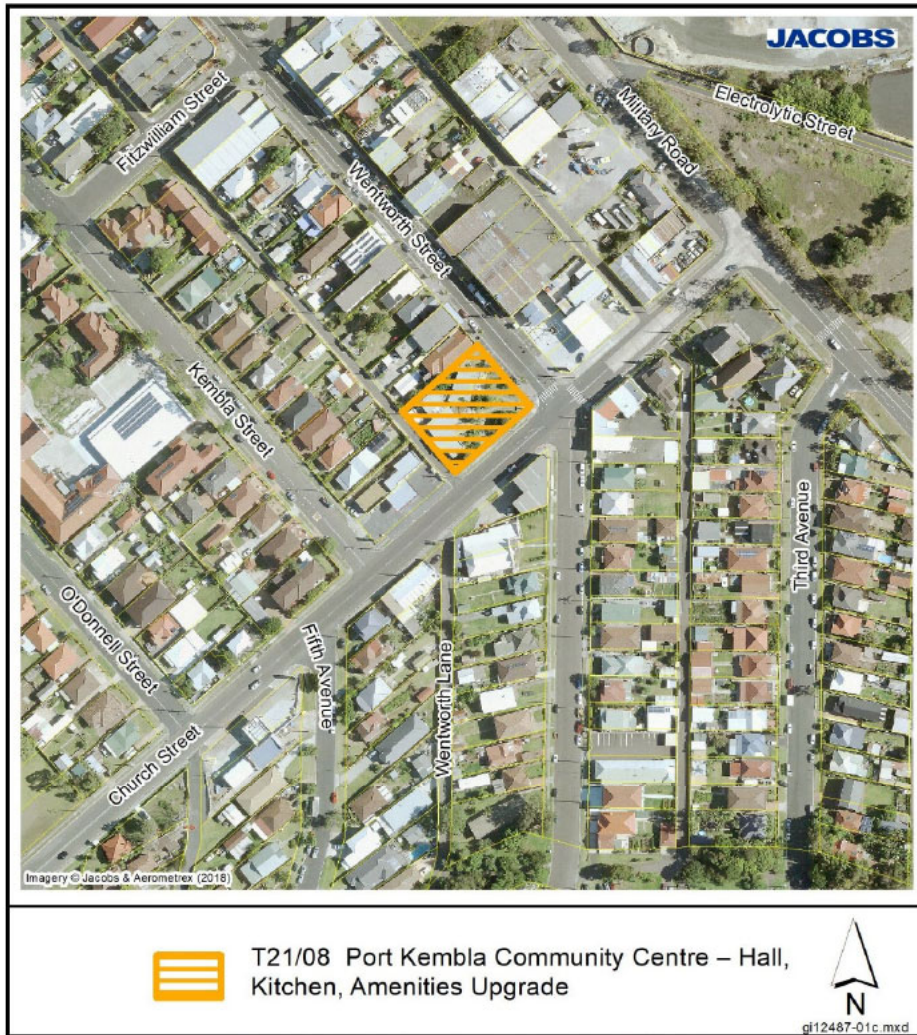 JACOBS
Electrolytic Street
Military Road
Fitzwilliam Street
Wentworth Street
Kembla Street
Third Avenue
O'Donnell Street
Fifth Avenue
Wentworth Lane
Church Street
Imagery © Jacobs & Aerometrex (2018)
T21/08 Port Kembla Community Centre – Hall,
Kitchen, Amenities Upgrade
N
gi12487-01c.mxd